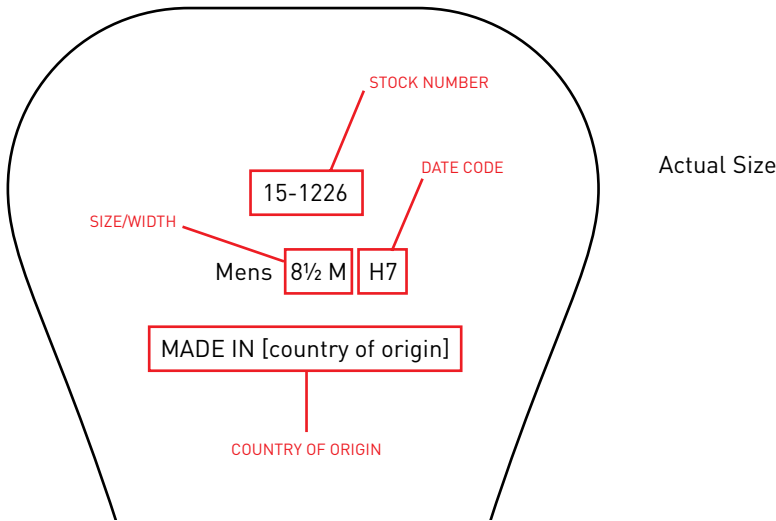 STOCK NUMBER
DATE CODE
Actual Size
15-1226
SIZE/WIDTH
Mens 8½ M H7
MADE IN [country of origin]
COUNTRY OF ORIGIN